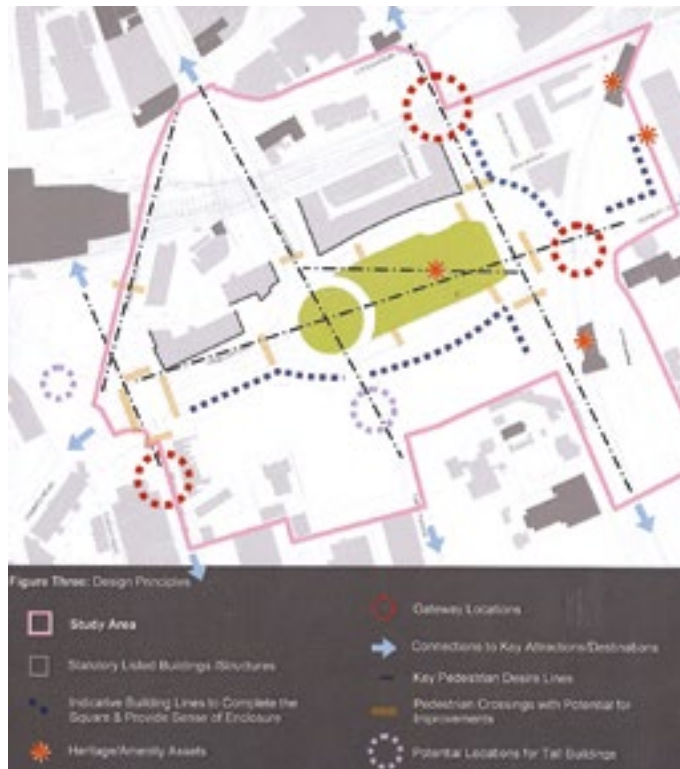 Figure Three: Design Principles
Study Area
Statutory Listed Buildings /Structures
Indicative Building Lines to Complete the
Square & Provide Sense of Enclosure
Heritage/Amenity Assets
Gateway Locations
Connections to Key Attractions/Destinations
Key Pedestrian Desire Lines
Pedestrian Crossings with Potential for
Improvements
Potential Locations for Tall Buildings